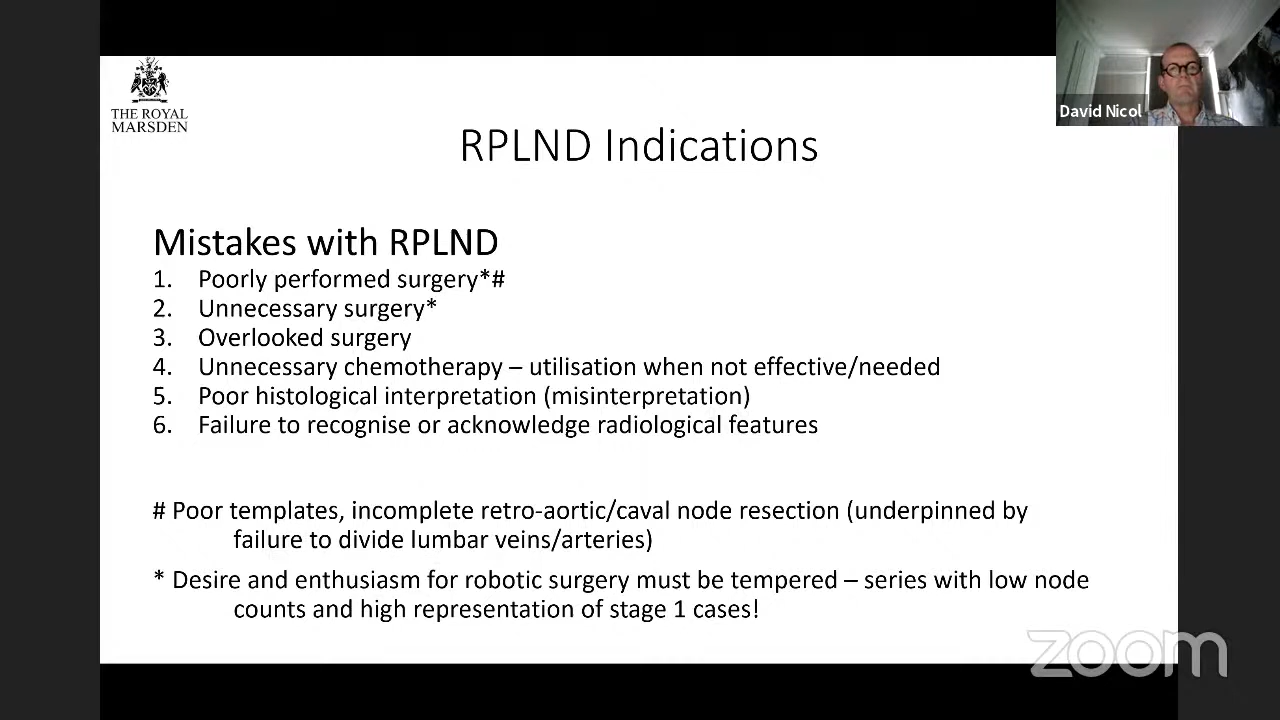 THE ROYAL
MARSDEN
David Nicol
RPLND Indications
Mistakes with RPLND
1. Poorly performed surgery*#
2. Unnecessary surgery*
3. Overlooked surgery
4. Unnecessary chemotherapy – utilisation when not effective/needed
5. Poor histological interpretation (misinterpretation)
6. Failure to recognise or acknowledge radiological features
# Poor templates, incomplete retro-aortic/caval node resection (underpinned by
failure to divide lumbar veins/arteries)
* Desire and enthusiasm for robotic surgery must be tempered – series with low node
counts and high representation of stage 1 cases!
zoom